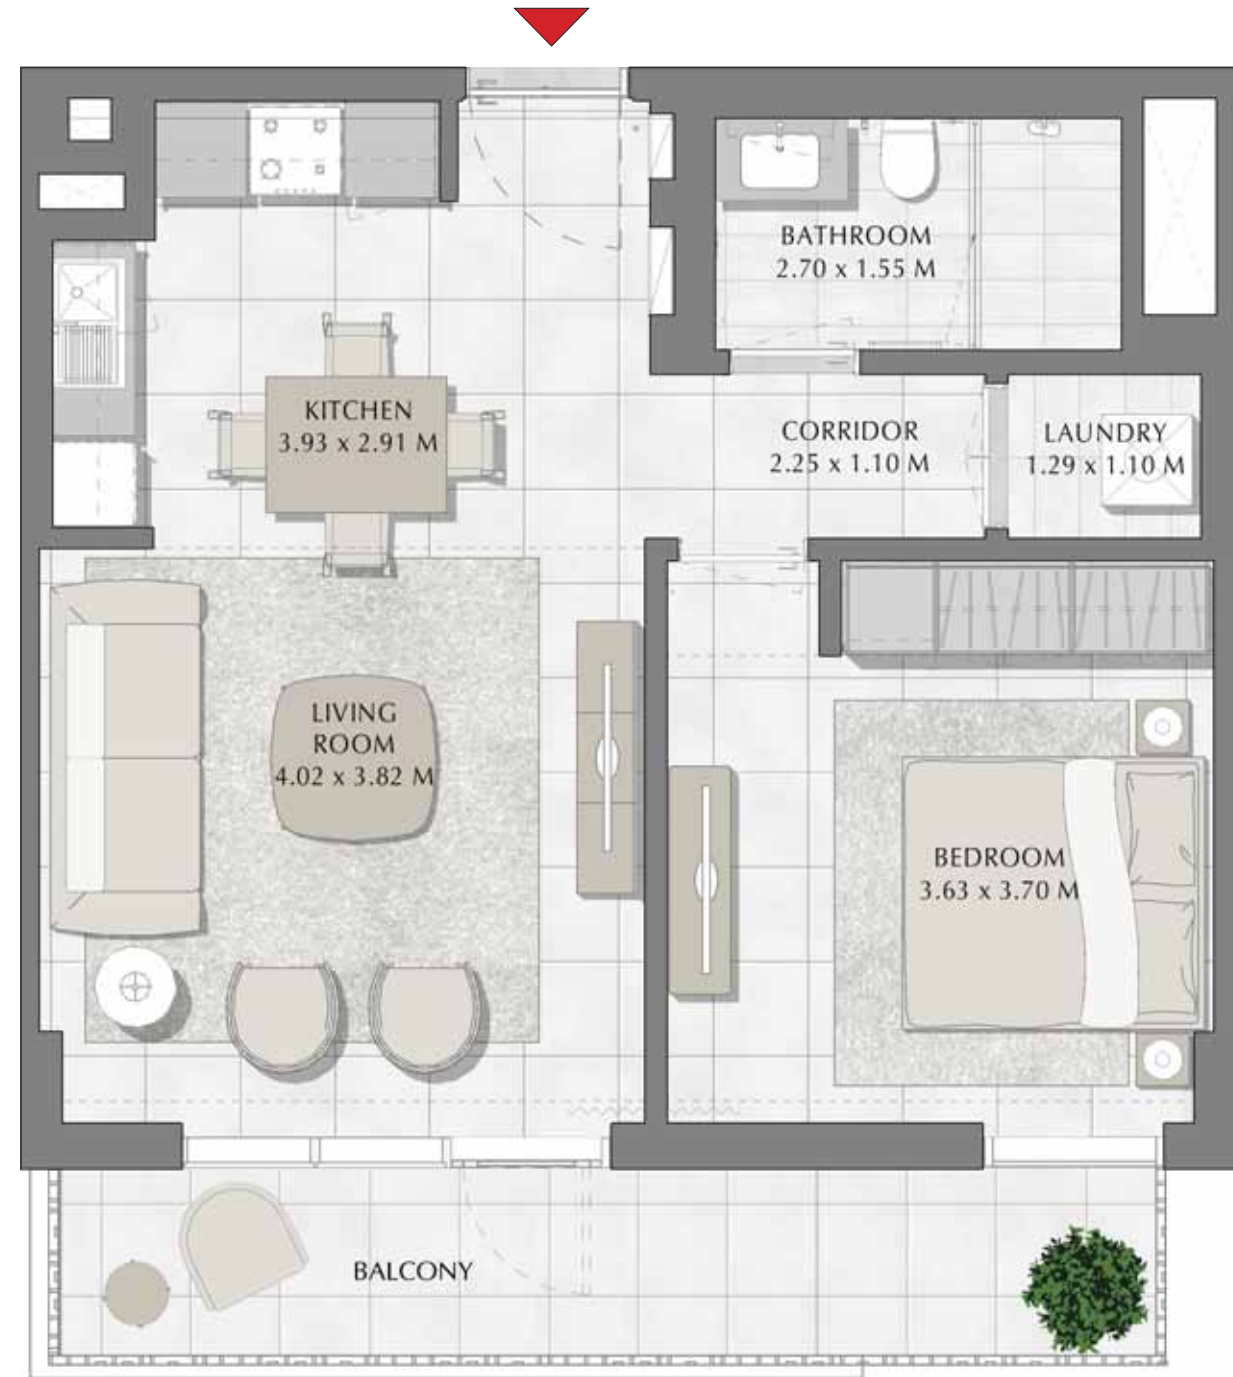 BATHROOM
2.70 x 1.55 M
KITCHEN
3.93 x 2.91 M
CORRIDOR
2.25 x 1.10 M
LAUNDRY
1.29 x 1.10 M
LIVING
ROOM
4.02 x 3.82 M
BEDROOM
3.63 x 3.70 M
BALCONY